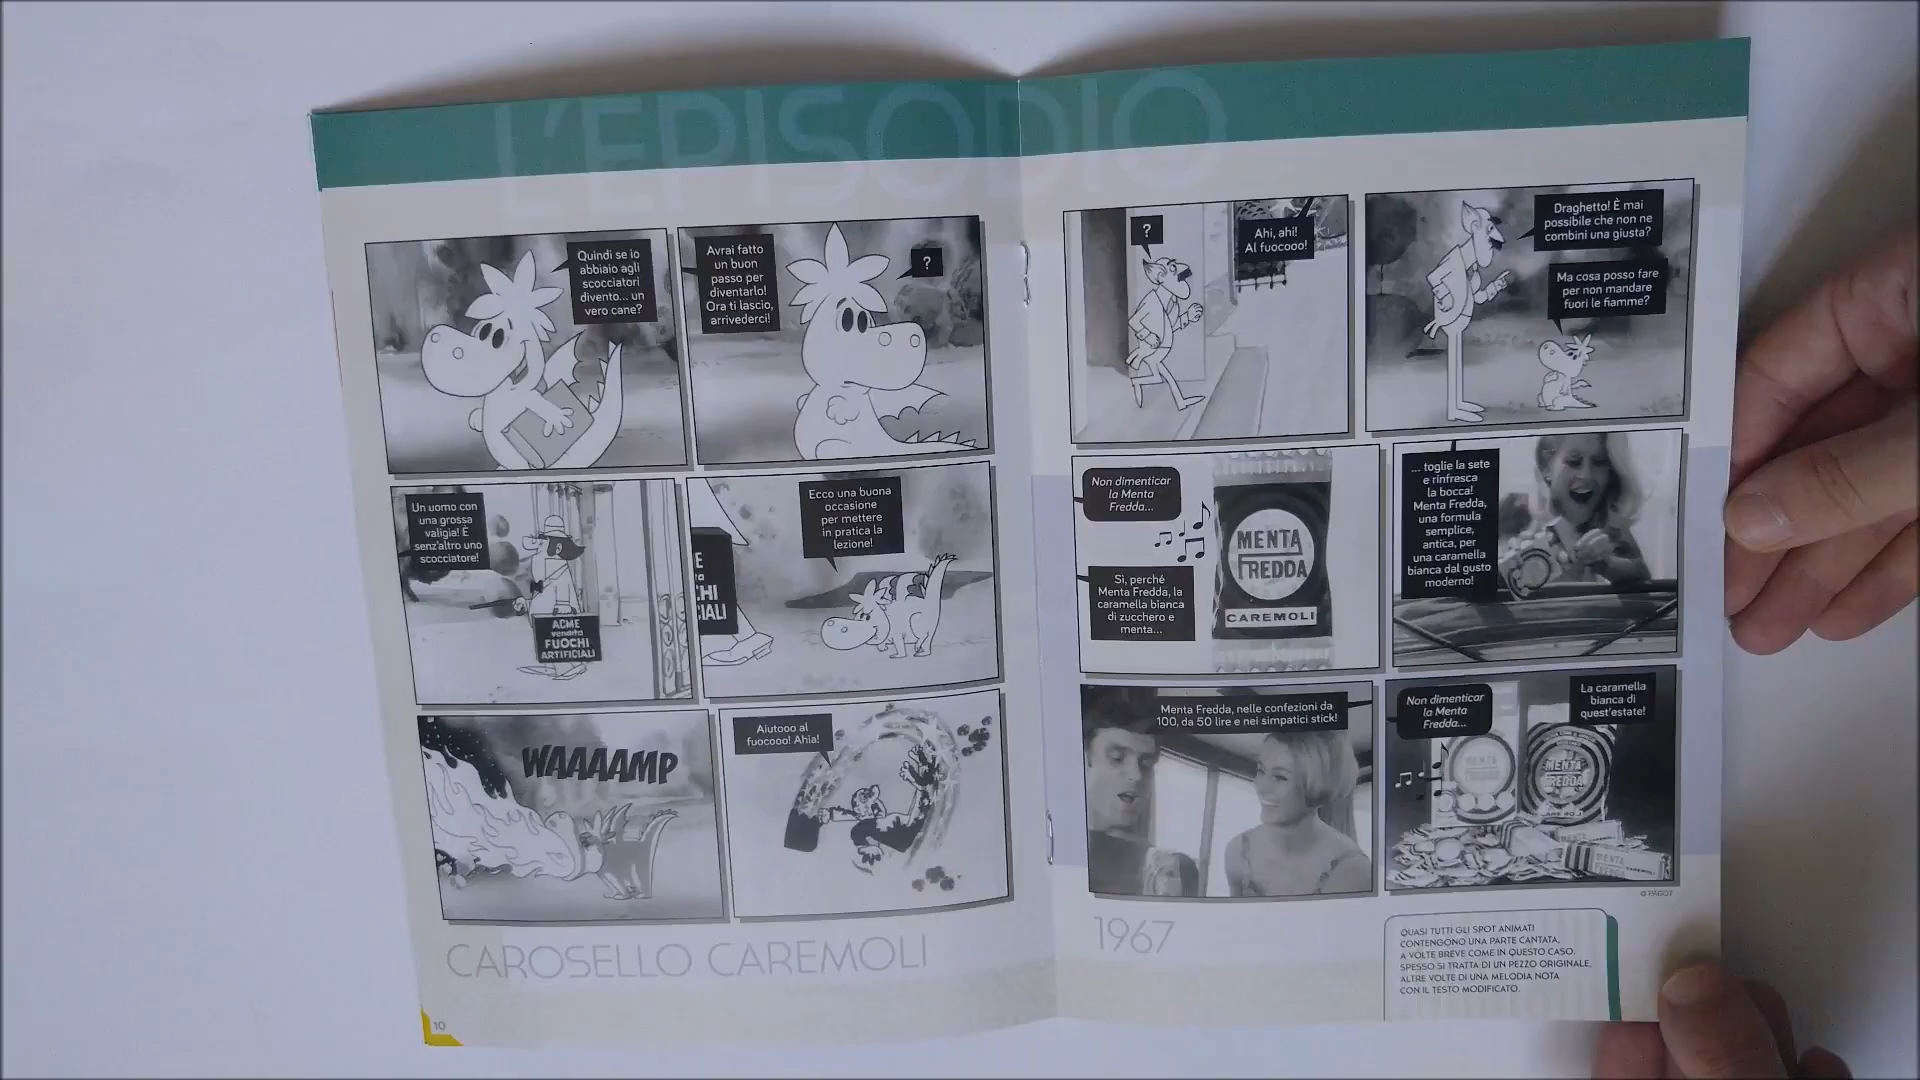 L'EPISODIO
Quindi se io
abbiaio agli
scocciatori
divento... un
vero cane?
Avrai fatto
un buon
passo per
diventarlo!
Ora ti lascio,
arrivederci!
?
Un uomo con
una grossa
valigia! È
senz'altro uno
scocciatore!
ACME
vendita
FUOCHI
ARTIFICIALI
Ecco una buona
occasione
per mettere
in pratica la
lezione!
E
CHI
CIALI
WAAAAMP
Aiutooo al
fuocooo! Ahia!
CAROSELLO CAREMOLI
10
?
Ahi, ahi!
Al fuocooo!
Draghetto! È mai
possibile che non ne
combini una giusta?
Ma cosa posso fare
per non mandare
fuori le fiamme?
Non dimenticar
la Menta
Fredda...
Sì, perché
Menta Fredda, la
caramella bianca
di zucchero e
menta...
MENTA
FREDDA
CAREMOLI
... toglie la sete
e rinfresca
la bocca!
Menta Fredda,
una formula
semplice,
antica, per
una caramella
bianca dal gusto
moderno!
Menta Fredda, nelle confezioni da
100, da 50 lire e nei simpatici stick!
Non dimenticar
la Menta
Fredda...
La caramella
bianca di
quest'estate!
MENTA
FREDDA
MENTA
FREDDA
© PAGOT
1967
QUASI TUTTI GLI SPOT ANIMATI
CONTENGONO UNA PARTE CANTATA,
A VOLTE BREVE COME IN QUESTO CASO.
SPESSO SI TRATTA DI UN PEZZO ORIGINALE,
ALTRE VOLTE DI UNA MELODIA NOTA
CON IL TESTO MODIFICATO.